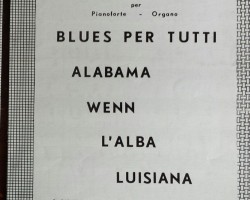 per
Pianoforte - Organo
BLUES PER TUTTI
ALABAMA
WENN
L'ALBA
LUISIANA